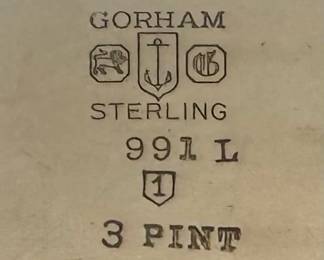 GORHAM
G
STERLING
991 L
1
3 PINT